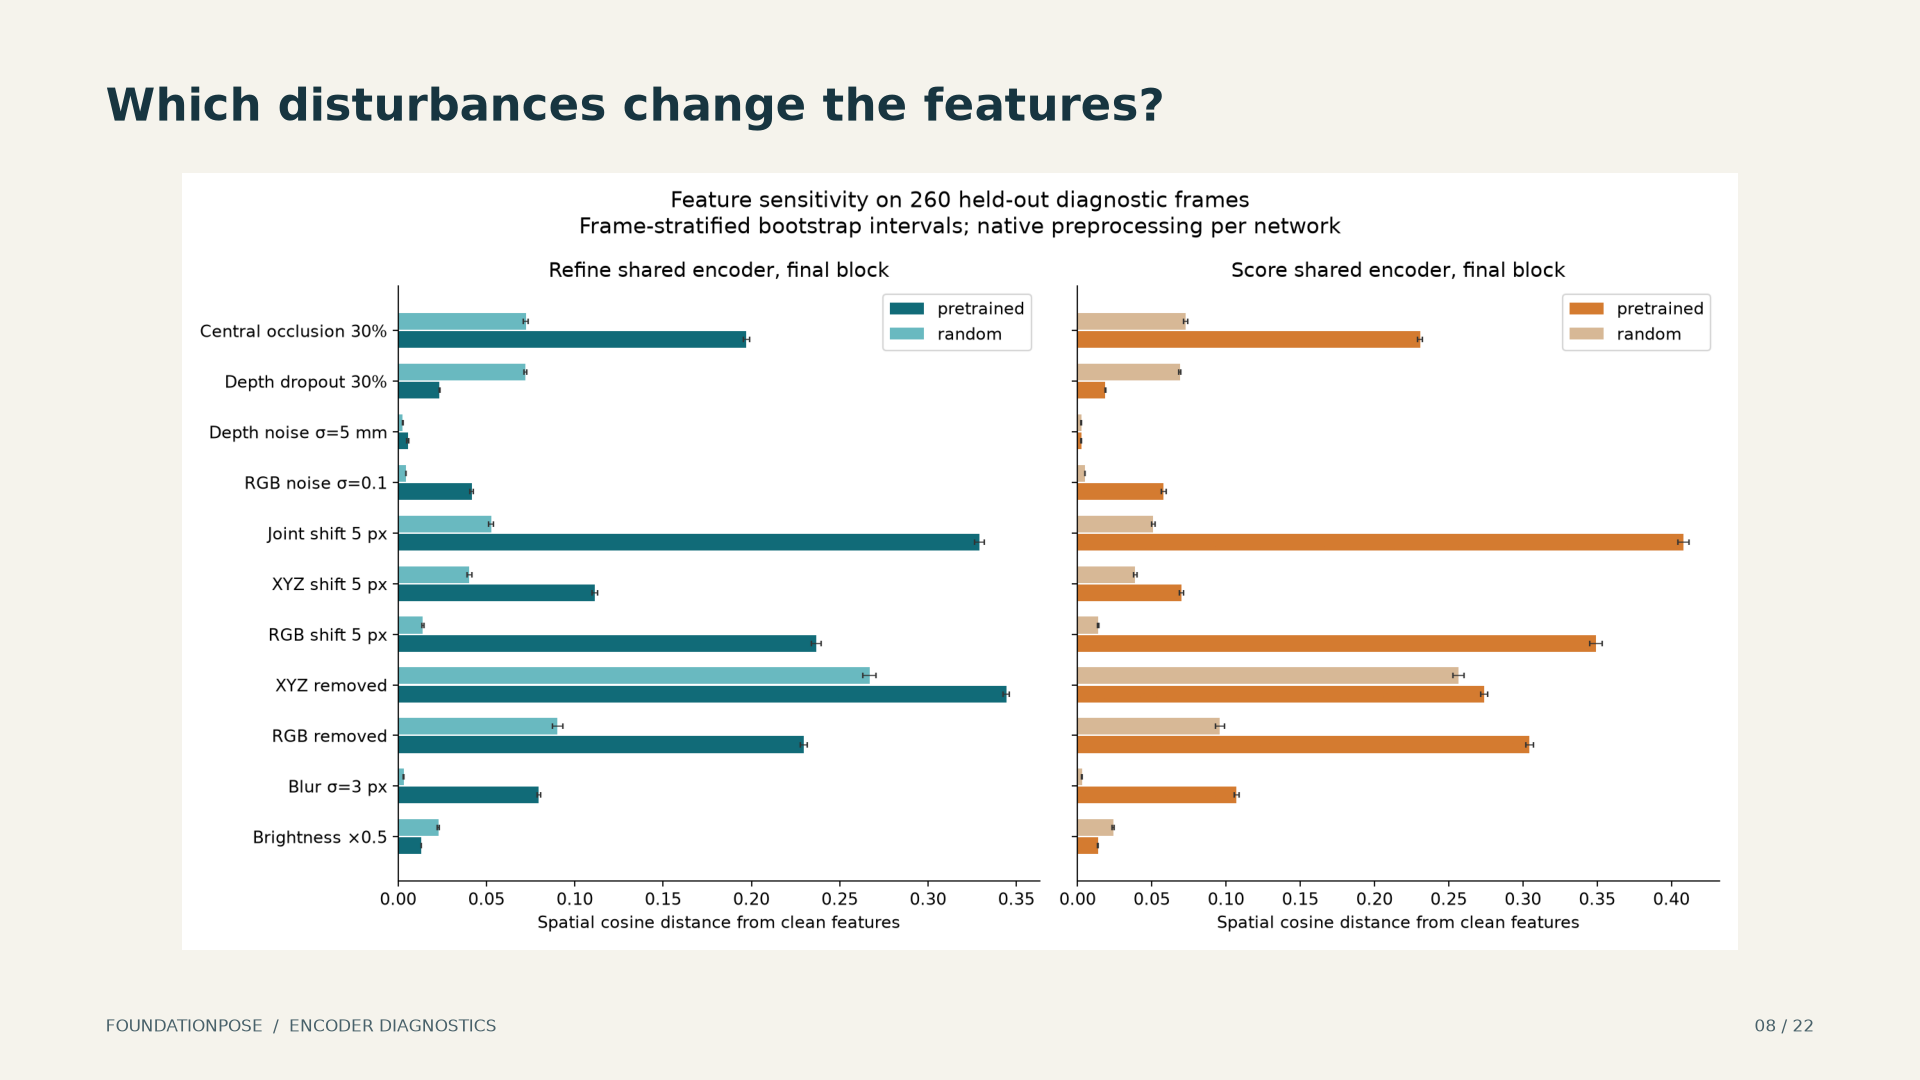 Which disturbances change the features?
Feature sensitivity on 260 held-out diagnostic frames
Frame-stratified bootstrap intervals; native preprocessing per network
Refine shared encoder, final block
pretrained
random
Central occlusion 30%
Depth dropout 30%
Depth noise σ=5 mm
RGB noise σ=0.1
Joint shift 5 px
XYZ shift 5 px
RGB shift 5 px
XYZ removed
RGB removed
Blur σ=3 px
Brightness ×0.5
0.00 0.05 0.10 0.15 0.20 0.25 0.30 0.35
Spatial cosine distance from clean features
Score shared encoder, final block
pretrained
random
0.00 0.05 0.10 0.15 0.20 0.25 0.30 0.35 0.40
Spatial cosine distance from clean features
FOUNDATIONPOSE / ENCODER DIAGNOSTICS
08 / 22